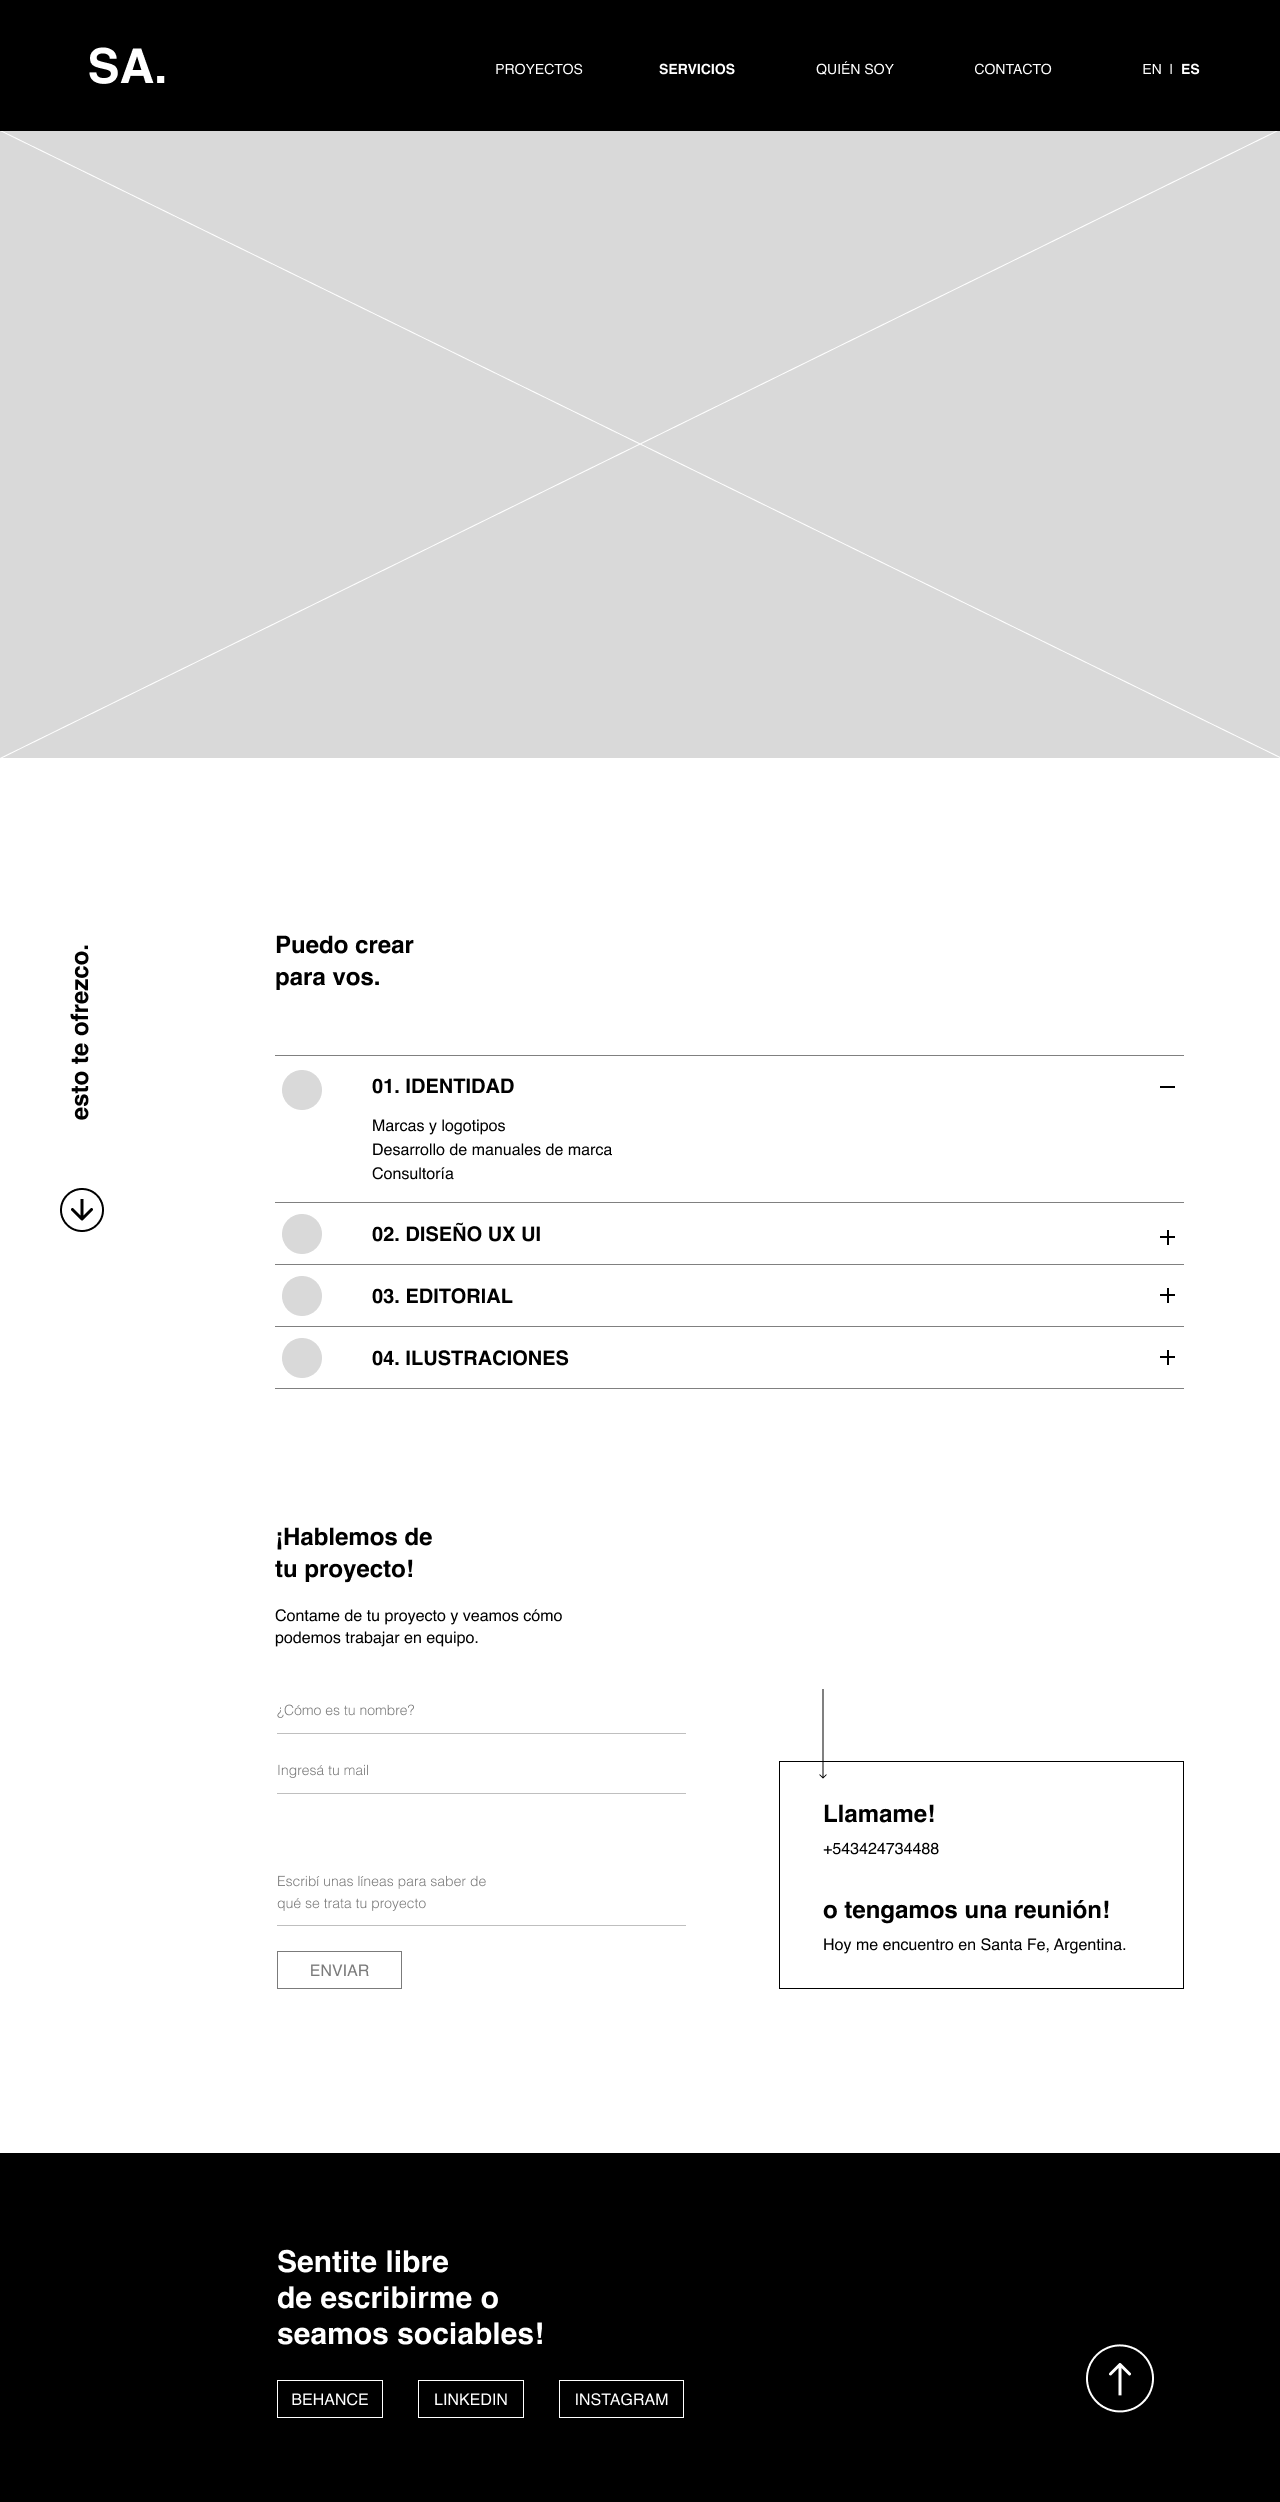 SA.
PROYECTOS
SERVICIOS
QUIÉN SOY
CONTACTO
EN | ES
esto te ofrezco.
Puedo crear
para vos.
01. IDENTIDAD
Marcas y logotipos
Desarrollo de manuales de marca
Consultoría
02. DISEÑO UX UI
03. EDITORIAL
04. ILUSTRACIONES
¡Hablemos de
tu proyecto!
Contame de tu proyecto y veamos cómo
podemos trabajar en equipo.
¿Cómo es tu nombre?
Ingresá tu mail
Escribí unas líneas para saber de
qué se trata tu proyecto
ENVIAR
Llamame!
+543424734488
o tengamos una reunión!
Hoy me encuentro en Santa Fe, Argentina.
Sentite libre
de escribirme o
seamos sociables!
BEHANCE
LINKEDIN
INSTAGRAM